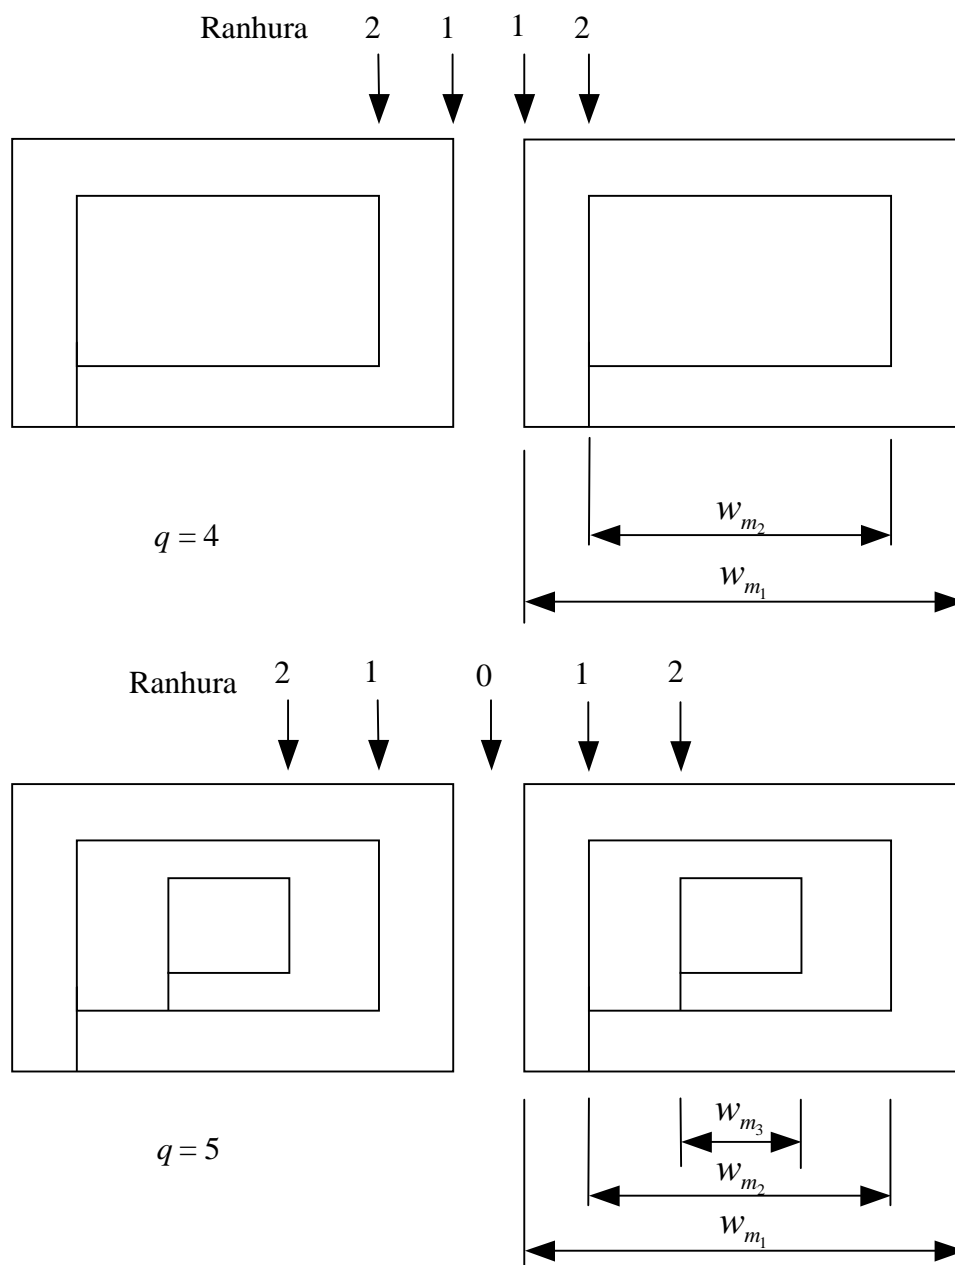 Ranhura 2 1 1 2
w_{m_2}
q = 4
w_{m_1}
Ranhura 2 1 0 1 2
w_{m_3}
q = 5
w_{m_2}
w_{m_1}